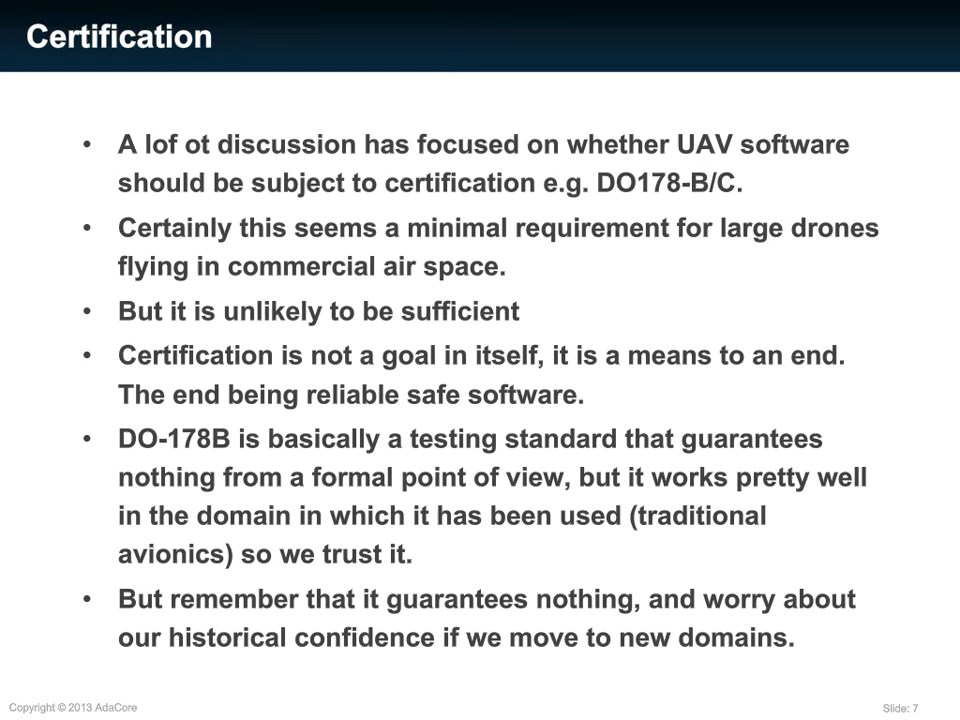 Certification
• A lof ot discussion has focused on whether UAV software
should be subject to certification e.g. DO178-B/C.
• Certainly this seems a minimal requirement for large drones
flying in commercial air space.
• But it is unlikely to be sufficient
• Certification is not a goal in itself, it is a means to an end.
The end being reliable safe software.
• DO-178B is basically a testing standard that guarantees
nothing from a formal point of view, but it works pretty well
in the domain in which it has been used (traditional
avionics) so we trust it.
• But remember that it guarantees nothing, and worry about
our historical confidence if we move to new domains.
Copyright © 2013 AdaCore
Slide: 7